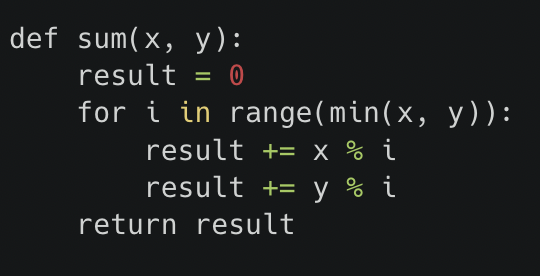 def sum(x, y):
    result = 0
    for i in range(min(x, y)):
        result += x % i
        result += y % i
    return result